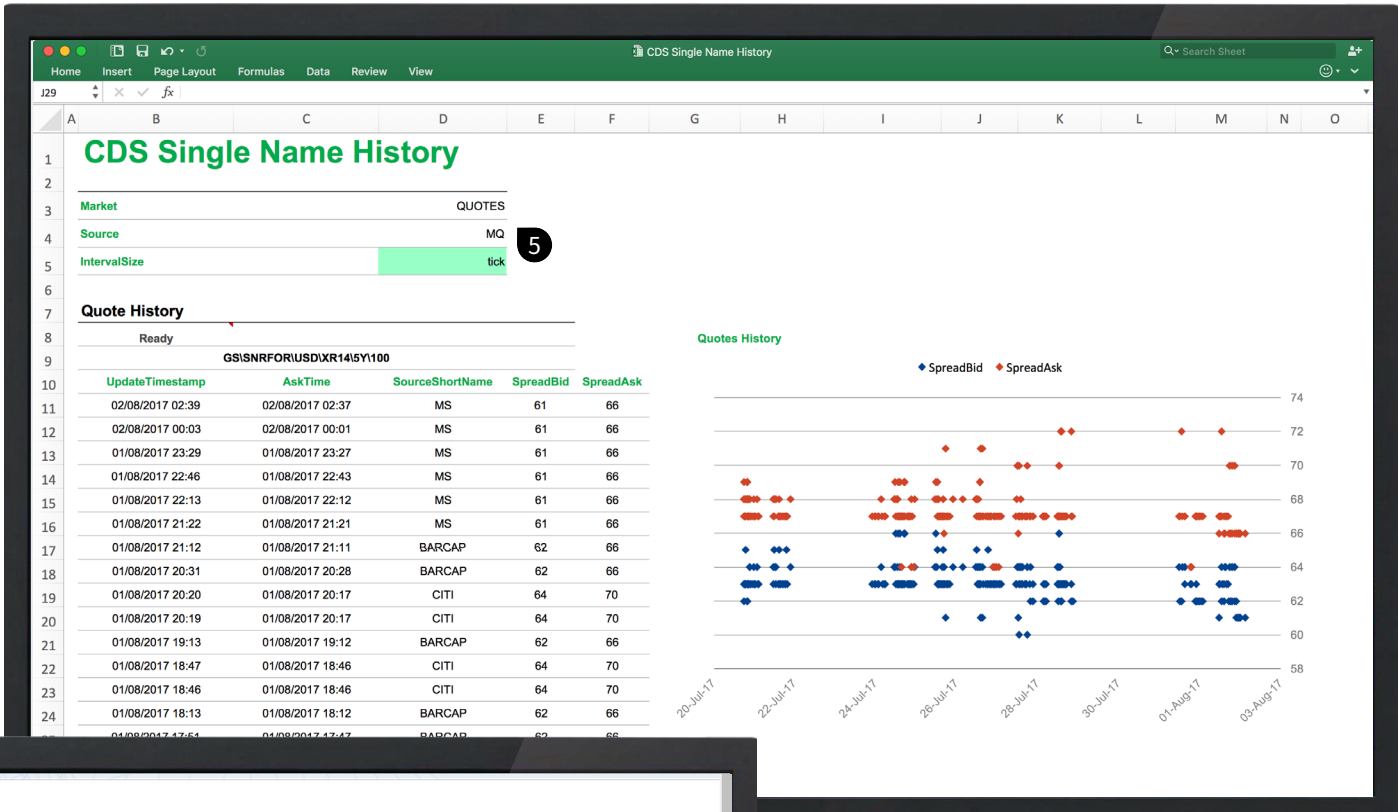 CDS Single Name History
Search Sheet
Home Insert Page Layout Formulas Data Review View
J29 fx
A B C D E F G H I J K L M N O
1 CDS Single Name History
2
3 Market QUOTES
4 Source MQ
5
5 IntervalSize tick
6
7 Quote History
8 Ready Quotes History
9 GS\SNRFOR\USD\XR14\5Y\100
SpreadBid SpreadAsk
10 UpdateTimestamp AskTime SourceShortName SpreadBid SpreadAsk
11 02/08/2017 02:39 02/08/2017 02:37 MS 61 66
12 02/08/2017 00:03 02/08/2017 00:01 MS 61 66
13 01/08/2017 23:29 01/08/2017 23:27 MS 61 66
14 01/08/2017 22:46 01/08/2017 22:43 MS 61 66
15 01/08/2017 22:13 01/08/2017 22:12 MS 61 66
16 01/08/2017 21:22 01/08/2017 21:21 MS 61 66
17 01/08/2017 21:12 01/08/2017 21:11 BARCAP 62 66
18 01/08/2017 20:31 01/08/2017 20:28 BARCAP 62 66
19 01/08/2017 20:20 01/08/2017 20:17 CITI 64 70
20 01/08/2017 20:19 01/08/2017 20:17 CITI 64 70
21 01/08/2017 19:13 01/08/2017 19:12 BARCAP 62 66
22 01/08/2017 18:47 01/08/2017 18:46 CITI 64 70
23 01/08/2017 18:46 01/08/2017 18:46 CITI 64 70
24 01/08/2017 18:13 01/08/2017 18:12 BARCAP 62 66
01/08/2017 17:51 01/08/2017 17:47 BARCAP 62 66
74
72
70
68
66
64
62
60
58
20-Jul-17 22-Jul-17 24-Jul-17 26-Jul-17 28-Jul-17 30-Jul-17 01-Aug-17 03-Aug-17